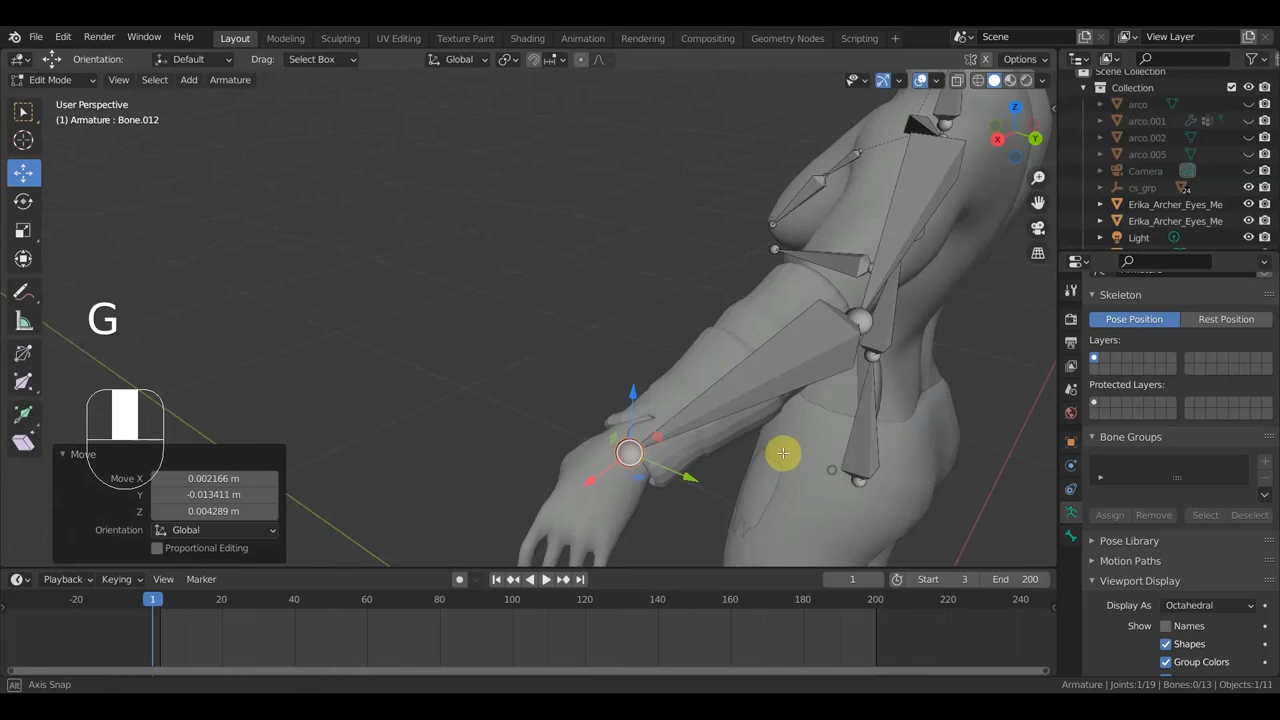 File Edit Render Window Help Layout Modeling Sculpting UV Editing Texture Paint Shading Animation Rendering Compositing Geometry Nodes Scripting + Scene View Layer
Orientation: Default Drag: Select Box Global X Options
Edit Mode View Select Add Armature
User Perspective
(1) Armature : Bone.012
Z
X
Y
G
Move
Move X 0.002166 m
Y -0.013411 m
Z 0.004289 m
Orientation Global
Proportional Editing
Scene Collection
Collection
arco
arco.001
arco.002
arco.005
Camera
cs_grp 24
Erika_Archer_Eyes_Me
Erika_Archer_Eyes_Me
Light
Skeleton
Pose Position Rest Position
Layers:
Protected Layers:
Bone Groups
Assign Remove Select Deselect
Pose Library
Motion Paths
Viewport Display
Display As Octahedral
Show Names
Shapes
Group Colors
Playback Keying View Marker 1 Start 3 End 200
-20 1 20 40 60 80 100 120 140 160 180 200 220 240
Alt Axis Snap Armature | Joints:1/19 | Bones:0/13 | Objects:1/11